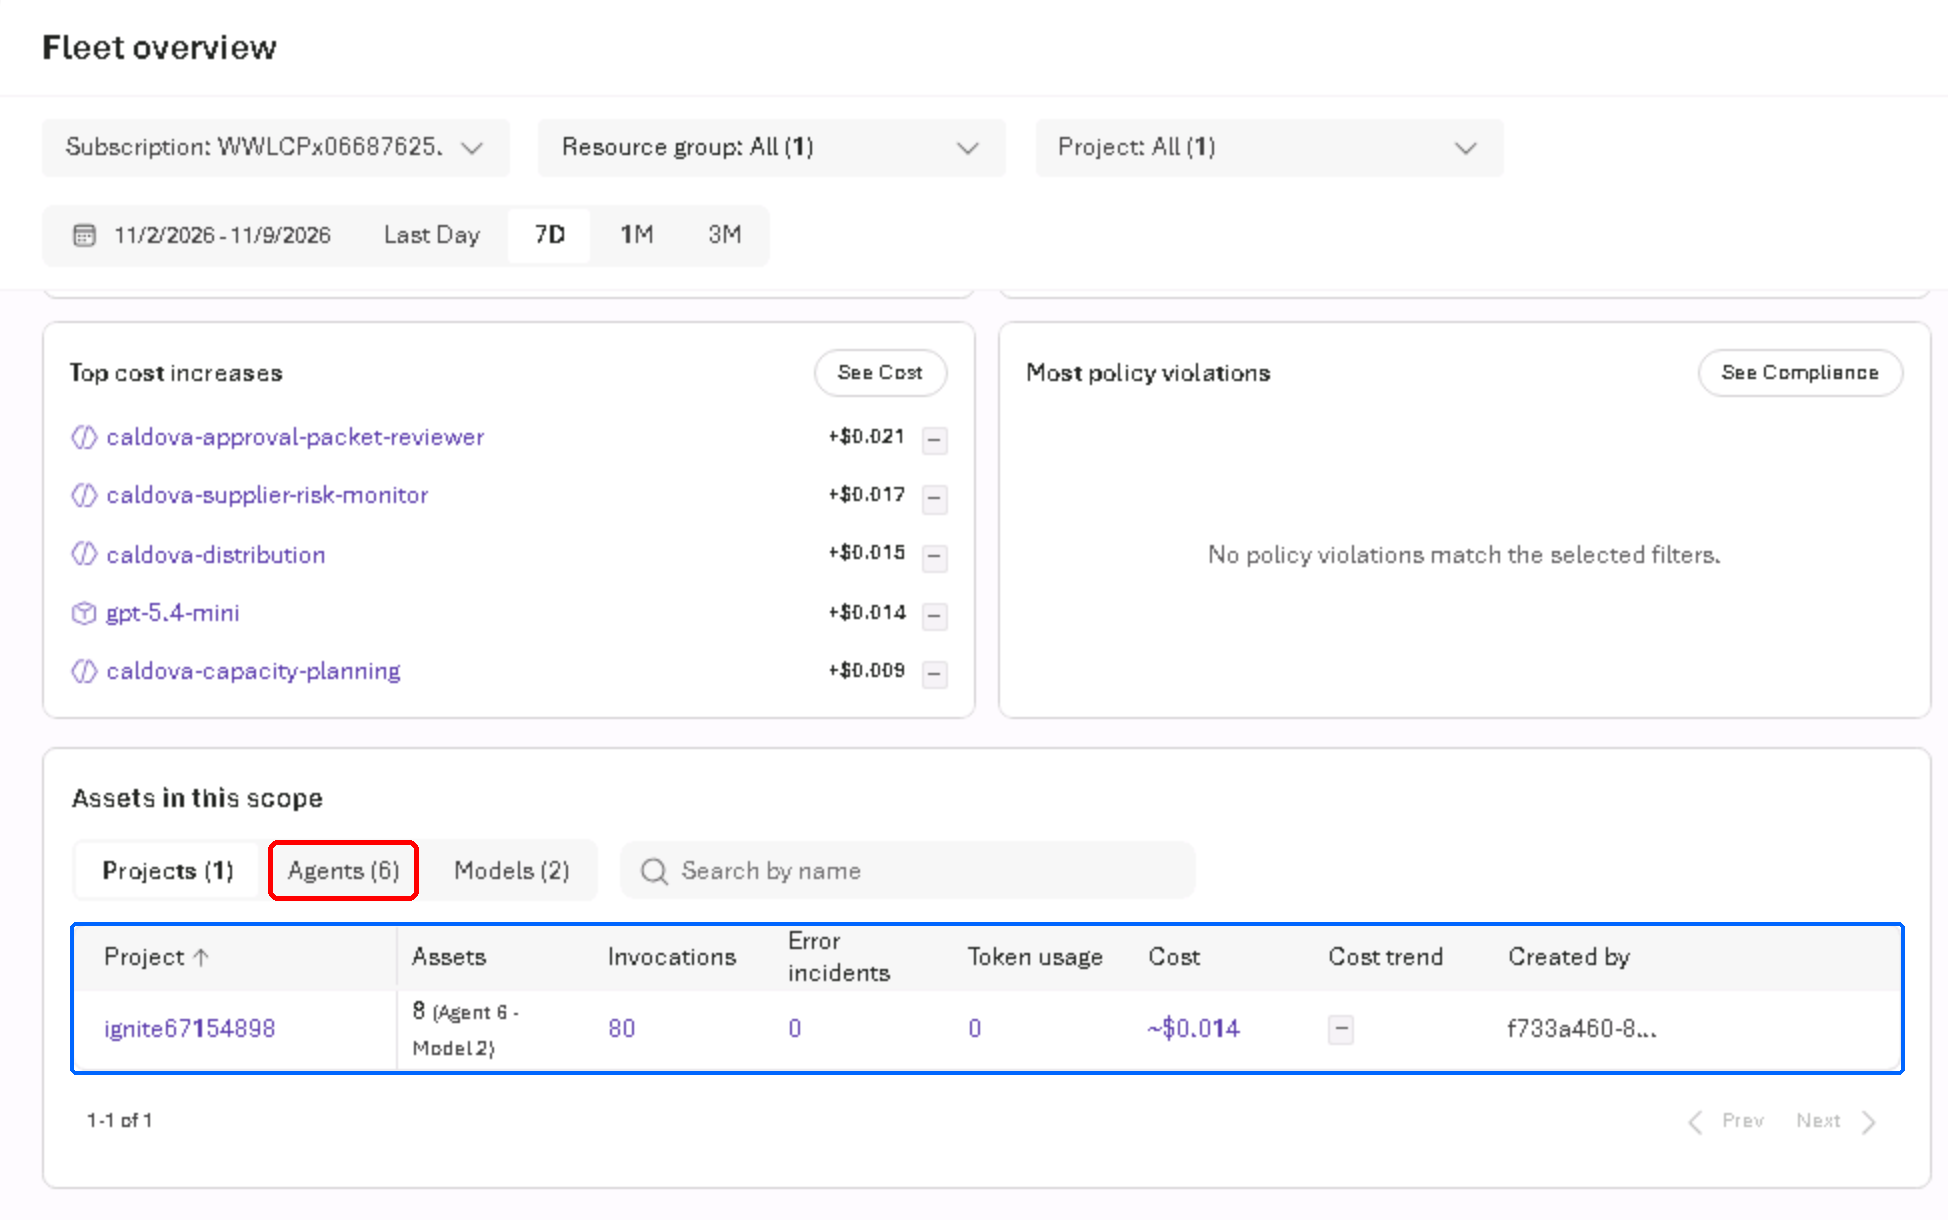 Fleet overview
Subscription: WWLCPx06687625.
Resource group: All (1)
Project: All (1)
11/2/2026 - 11/9/2026
Last Day
7D
1M
3M
Top cost increases
See Cost
caldova-approval-packet-reviewer
+$0.021
caldova-supplier-risk-monitor
+$0.017
caldova-distribution
+$0.015
gpt-5.4-mini
+$0.014
caldova-capacity-planning
+$0.009
Most policy violations
See Compliance
No policy violations match the selected filters.
Assets in this scope
Projects (1)
Agents (6)
Models (2)
Search by name
Project ↑
Assets
Invocations
Error
incidents
Token usage
Cost
Cost trend
Created by
ignite67154898
8 (Agent 6 -
Model 2)
80
0
0
~$0.014
f733a460-8...
1-1 of 1
Prev
Next